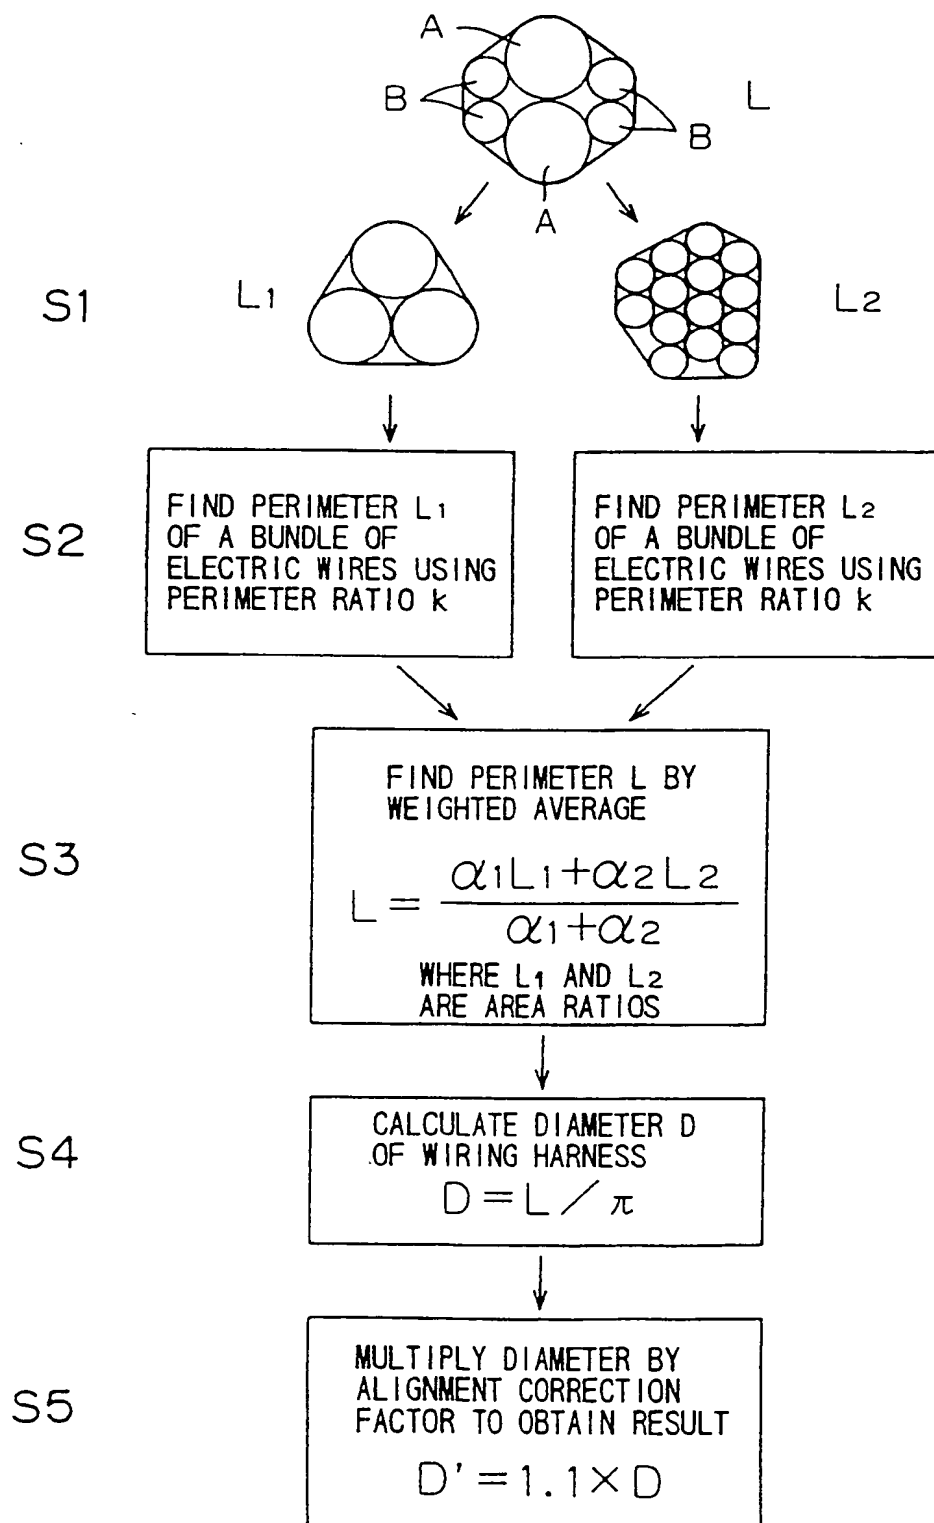 A
B
L
B
A
S1
L1
L2
S2
FIND PERIMETER L1
OF A BUNDLE OF
ELECTRIC WIRES USING
PERIMETER RATIO k
FIND PERIMETER L2
OF A BUNDLE OF
ELECTRIC WIRES USING
PERIMETER RATIO k
S3
FIND PERIMETER L BY
WEIGHTED AVERAGE
L = α1L1+α2L2 / α1+α2
WHERE L1 AND L2
ARE AREA RATIOS
S4
CALCULATE DIAMETER D
OF WIRING HARNESS
D=L/π
S5
MULTIPLY DIAMETER BY
ALIGNMENT CORRECTION
FACTOR TO OBTAIN RESULT
D'=1.1×D